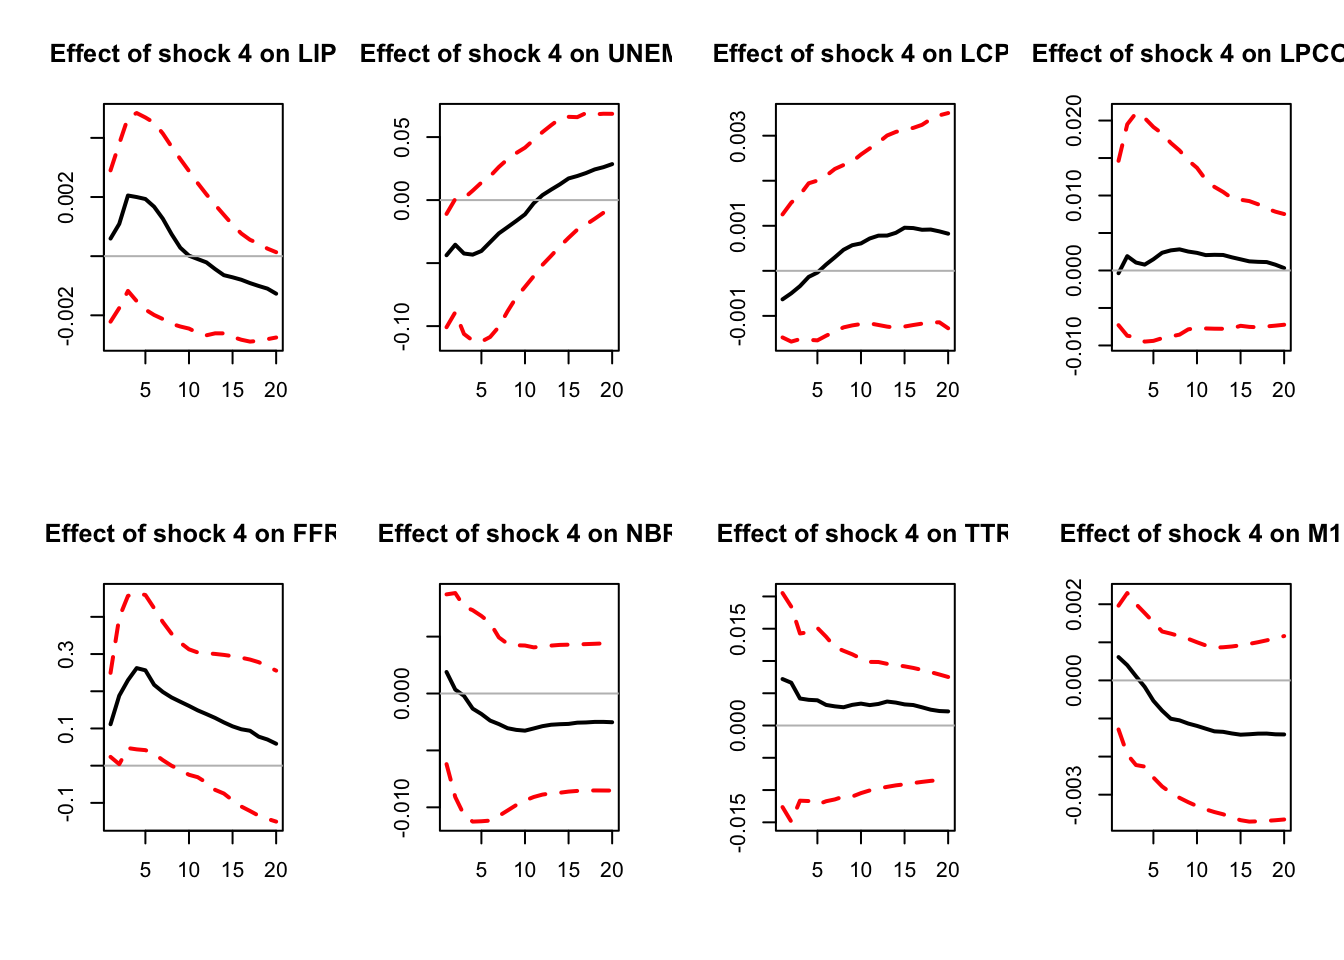 Effect of shock 4 on LIP
Effect of shock 4 on UNEM
Effect of shock 4 on LCP
Effect of shock 4 on LPCO
0.002
-0.002
5 10 15 20
0.05
0.00
-0.10
5 10 15 20
0.003
0.001
-0.001
5 10 15 20
0.020
0.010
0.000
-0.010
5 10 15 20
Effect of shock 4 on FFR
Effect of shock 4 on NBR
Effect of shock 4 on TTR
Effect of shock 4 on M1
0.3
0.1
-0.1
5 10 15 20
0.000
-0.010
5 10 15 20
0.015
0.000
-0.015
5 10 15 20
0.002
0.000
-0.003
5 10 15 20